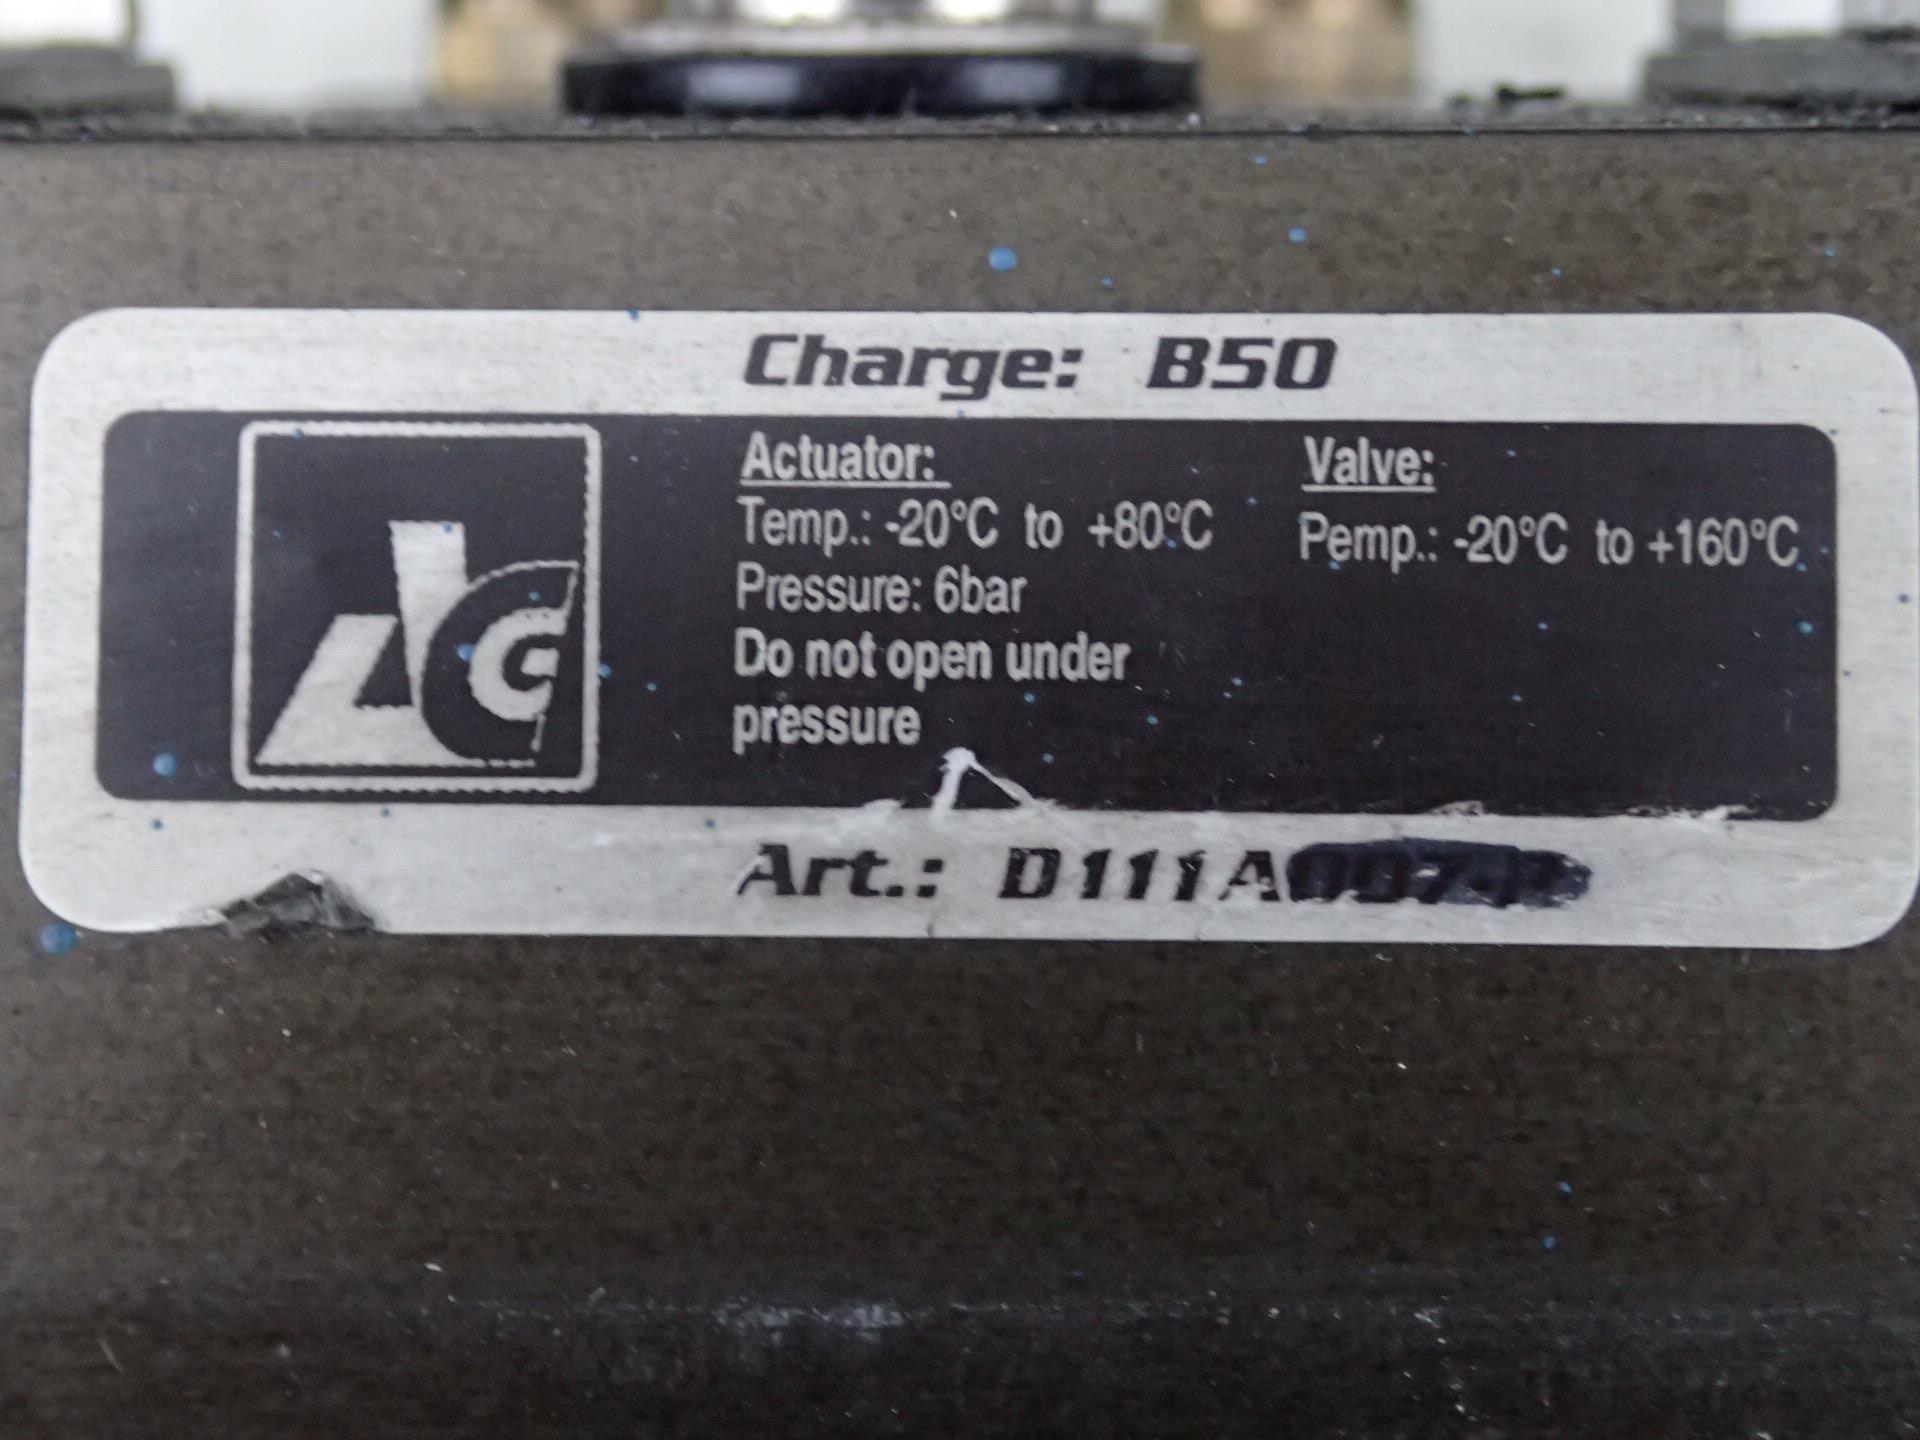 Charge: B50
Actuator:
Temp.: -20°C to +80°C
Pressure: 6bar
Do not open under
pressure
Valve:
Pemp.: -20°C to +160°C
Art.: